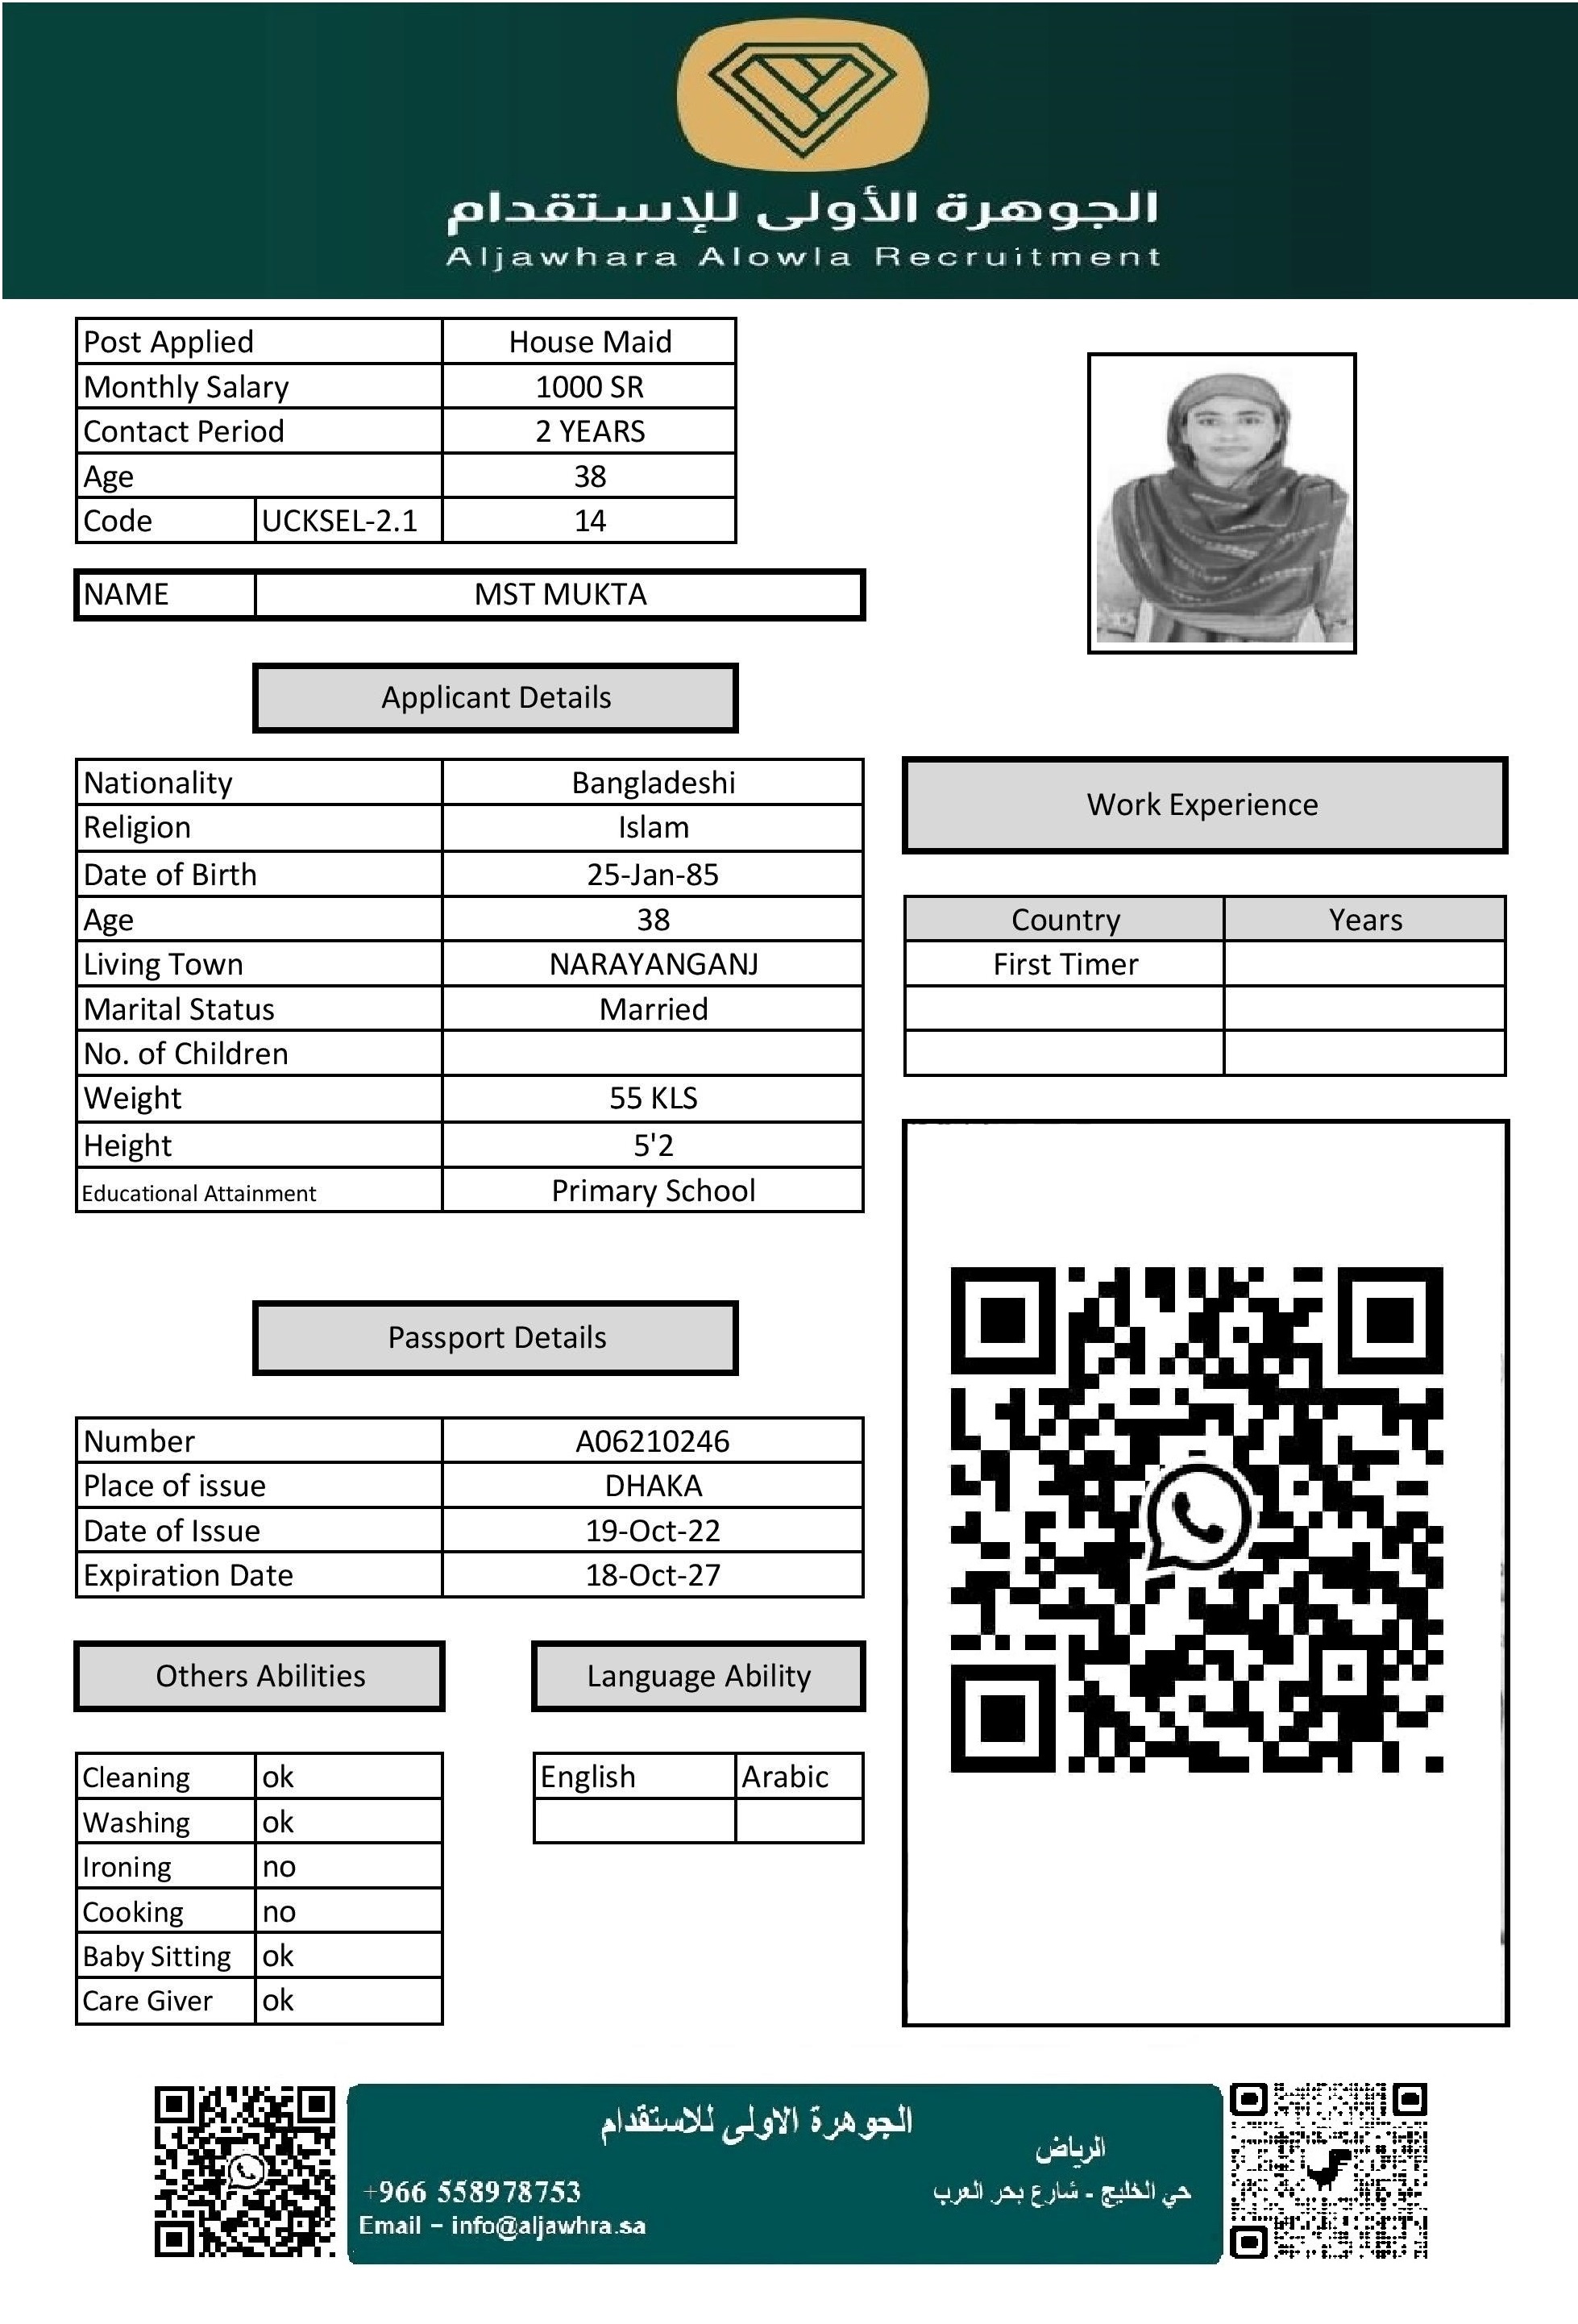 الجوهرة الأولى للإستقدام
Aljawhara Alowla Recruitment
Post Applied House Maid
Monthly Salary 1000 SR
Contact Period 2 YEARS
Age 38
Code UCKSEL-2.1 14
NAME MST MUKTA
Applicant Details
Nationality Bangladeshi
Religion Islam
Date of Birth 25-Jan-85
Age 38
Living Town NARAYANGANJ
Marital Status Married
No. of Children
Weight 55 KLS
Height 5'2
Educational Attainment Primary School
Work Experience
Country Years
First Timer
Passport Details
Number A06210246
Place of issue DHAKA
Date of Issue 19-Oct-22
Expiration Date 18-Oct-27
Others Abilities
Cleaning ok
Washing ok
Ironing no
Cooking no
Baby Sitting ok
Care Giver ok
Language Ability
English Arabic
الجوهرة الاولى للاستقدام
الرياض
حي الخليج - شارع بحر العرب
+966 558978753
Email - info@aljawhra.sa